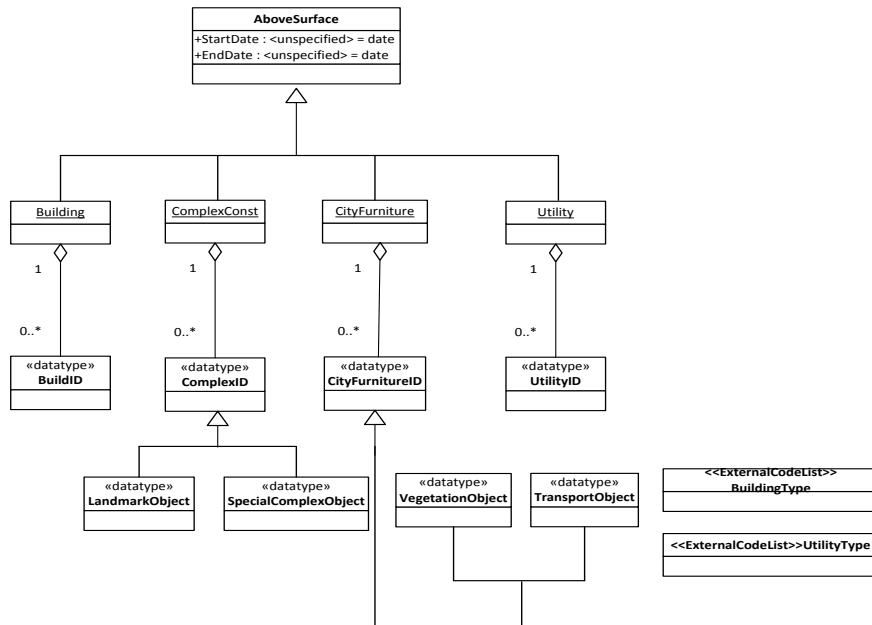 AboveSurface
+StartDate : <unspecified> = date
+EndDate : <unspecified> = date
Building
ComplexConst
CityFurniture
Utility
1
1
1
1
0..*
0..*
0..*
0..*
«datatype»
BuildID
«datatype»
ComplexID
«datatype»
CityFurnitureID
«datatype»
UtilityID
«datatype»
LandmarkObject
«datatype»
SpecialComplexObject
«datatype»
VegetationObject
«datatype»
TransportObject
<<ExternalCodeList>>
BuildingType
<<ExternalCodeList>>UtilityType